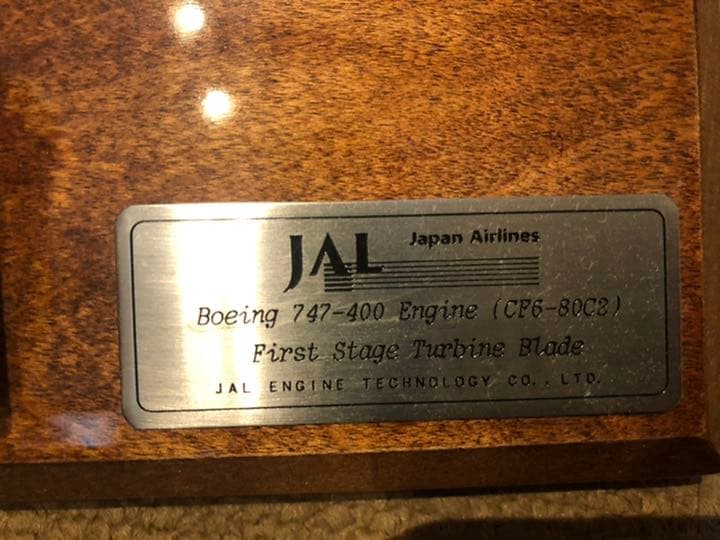 JAL Japan Airlines
Boeing 747-400 Engine (CF6-80C2)
First Stage Turbine Blade
JAL ENGINE TECHNOLOGY CO., LTD.